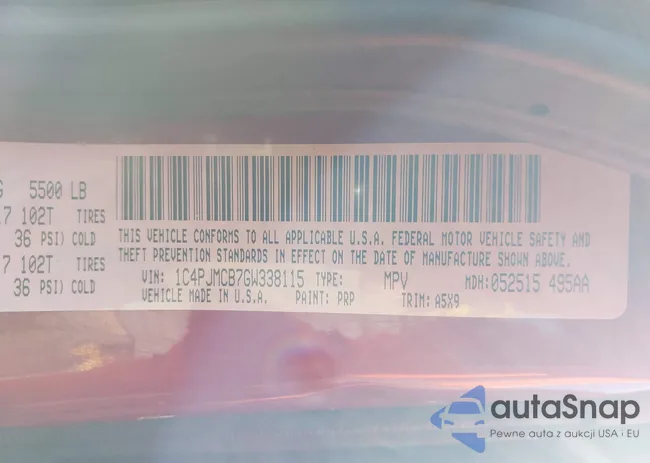 5500 LB
102T TIRES
36 PSI) COLD
102T TIRES
36 PSI) COLD
THIS VEHICLE CONFORMS TO ALL APPLICABLE U.S.A. FEDERAL MOTOR VEHICLE SAFETY AND
THEFT PREVENTION STANDARDS IN EFFECT ON THE DATE OF MANUFACTURE SHOWN ABOVE.
VIN: 1C4PJMCB7GW338115 TYPE: MPV MDH: 052515 495AA
VEHICLE MADE IN U.S.A. PAINT: PRP TRIM: A5X9
autaSnap
Pewne auta z aukcji USA i EU